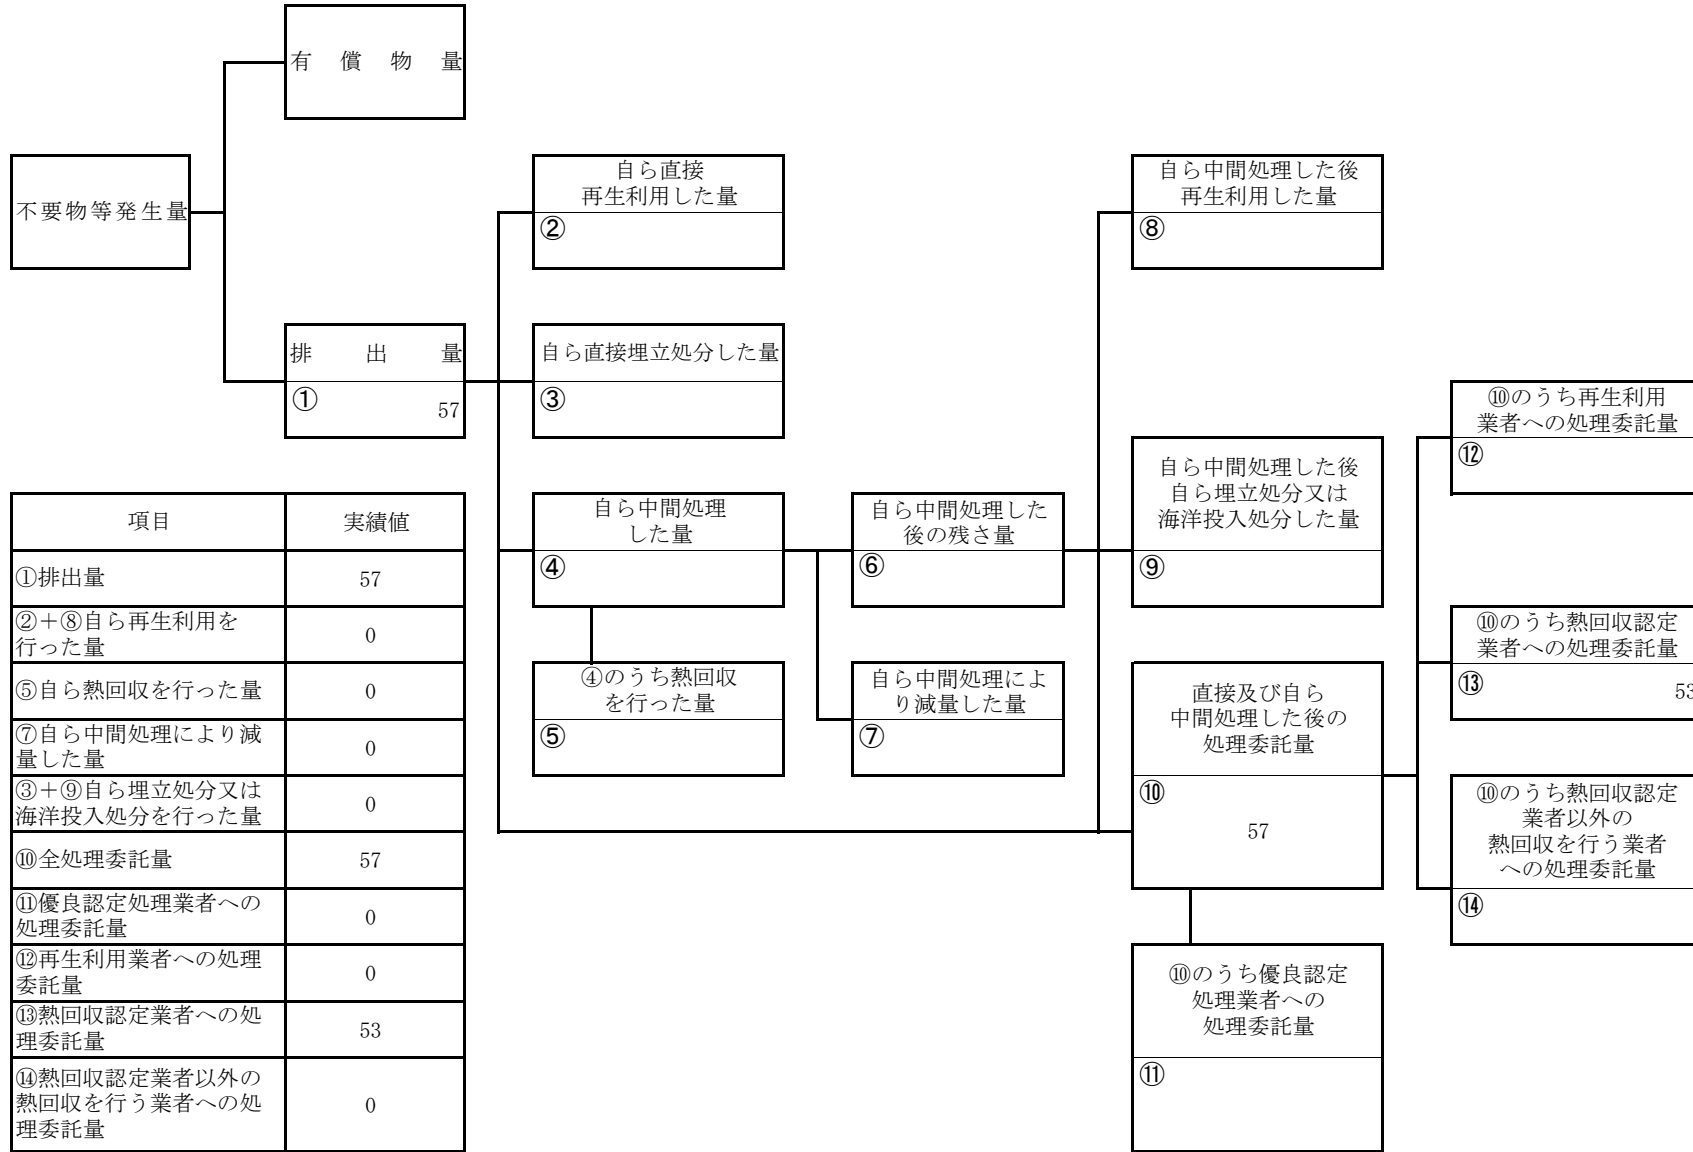 有償物量
不要物等発生量
排出量
①
57
自ら直接
再生利用した量
②
自ら直接埋立処分した量
③
自ら中間処理
した量
④
④のうち熱回収
を行った量
⑤
自ら中間処理した
後の残さ量
⑥
自ら中間処理によ
り減量した量
⑦
自ら中間処理した後
再生利用した量
⑧
自ら中間処理した後
自ら埋立処分又は
海洋投入処分した量
⑨
直接及び自ら
中間処理した後の
処理委託量
⑩
57
⑩のうち優良認定
処理業者への
処理委託量
⑪
⑩のうち再生利用
業者への処理委託量
⑫
⑩のうち熱回収認定
業者への処理委託量
⑬
53
⑩のうち熱回収認定
業者以外の
熱回収を行う業者
への処理委託量
⑭
項目 実績値
①排出量 57
②+⑧自ら再生利用を
行った量 0
⑤自ら熱回収を行った量 0
⑦自ら中間処理により減
量した量 0
③+⑨自ら埋立処分又は
海洋投入処分を行った量 0
⑩全処理委託量 57
⑪優良認定処理業者への
処理委託量 0
⑫再生利用業者への処理
委託量 0
⑬熱回収認定業者への処
理委託量 53
⑭熱回収認定業者以外の
熱回収を行う業者への処
理委託量 0